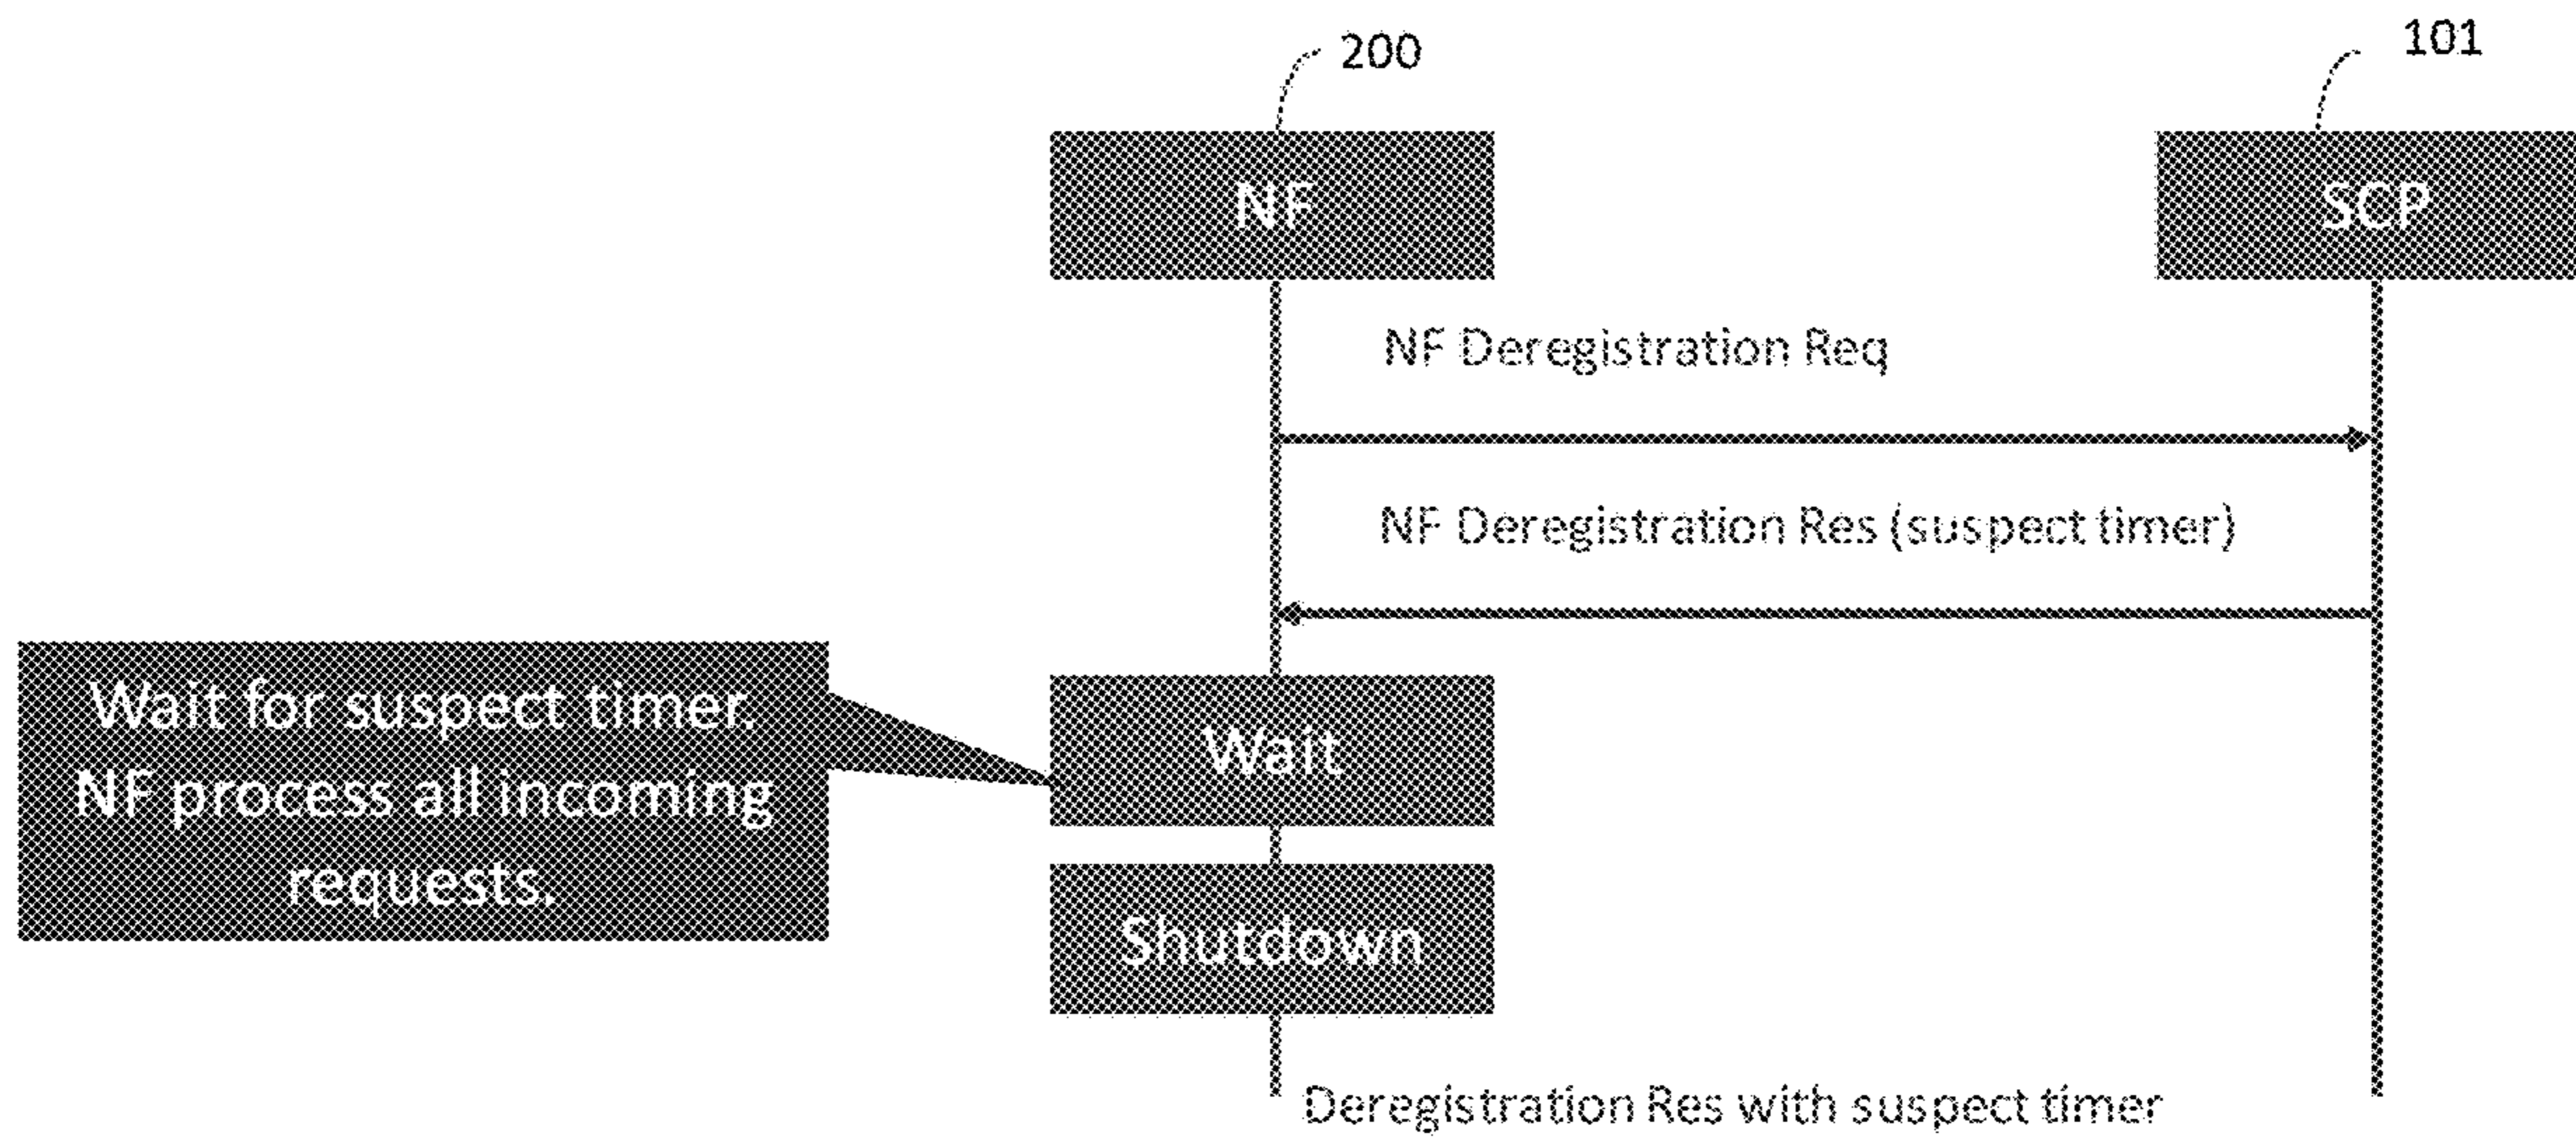 200
101
NF
SCP
NF Deregistration Req
NF Deregistration Res (suspect timer)
Wait for suspect timer.
NF process all incoming
requests.
Wait
Shutdown
Deregistration Res with suspect timer